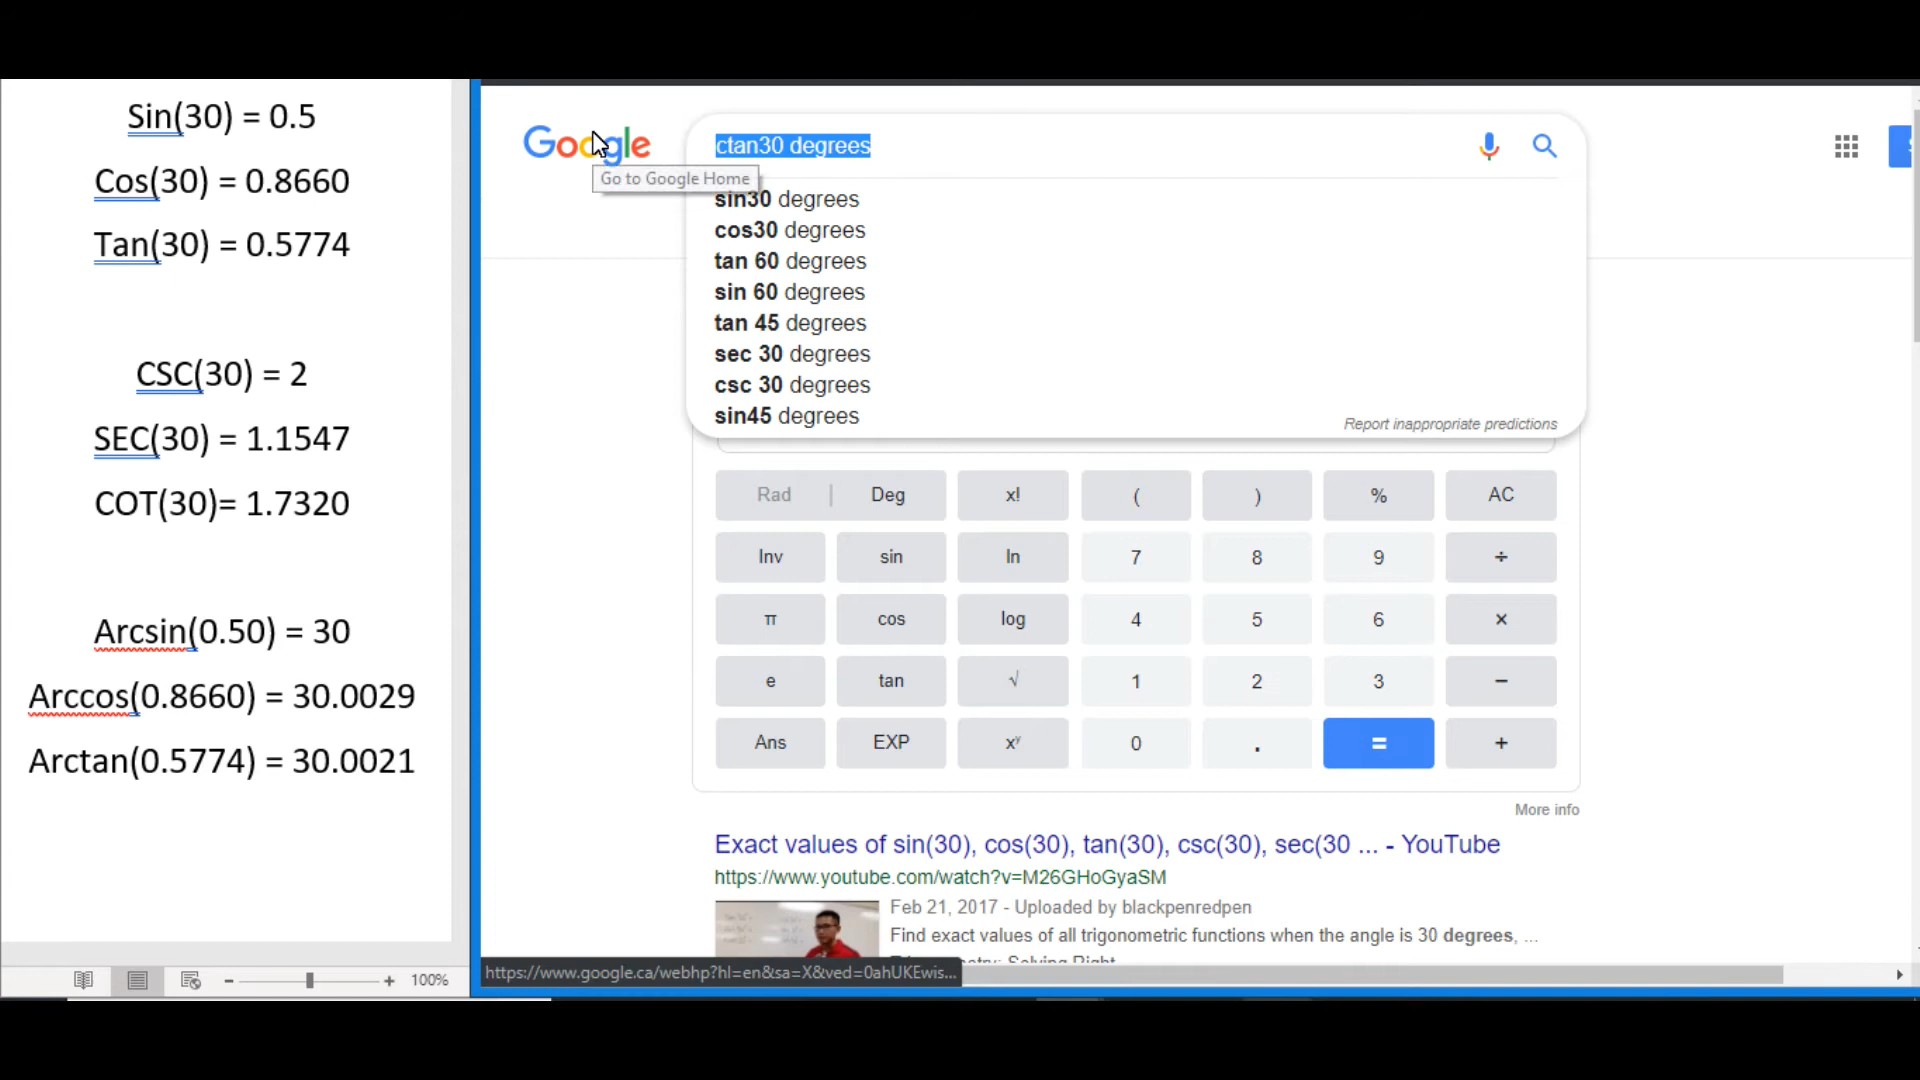 Sin(30) = 0.5
Cos(30) = 0.8660
Tan(30) = 0.5774
CSC(30) = 2
SEC(30) = 1.1547
COT(30)= 1.7320
Arcsin(0.50) = 30
Arccos(0.8660) = 30.0029
Arctan(0.5774) = 30.0021
100%
Google
ctan30 degrees
Go to Google Home
sin30 degrees
cos30 degrees
tan 60 degrees
sin 60 degrees
tan 45 degrees
sec 30 degrees
csc 30 degrees
sin45 degrees
Report inappropriate predictions
Rad | Deg x! ( ) % AC
Inv sin ln 7 8 9 ÷
π cos log 4 5 6 ×
e tan √ 1 2 3 −
Ans EXP xʸ 0 . = +
More info
Exact values of sin(30), cos(30), tan(30), csc(30), sec(30 ... - YouTube
https://www.youtube.com/watch?v=M26GHoGyaSM
Feb 21, 2017 - Uploaded by blackpenredpen
Find exact values of all trigonometric functions when the angle is 30 degrees, ...
Solving Right
https://www.google.ca/webhp?hl=en&sa=X&ved=0ahUKEwis...